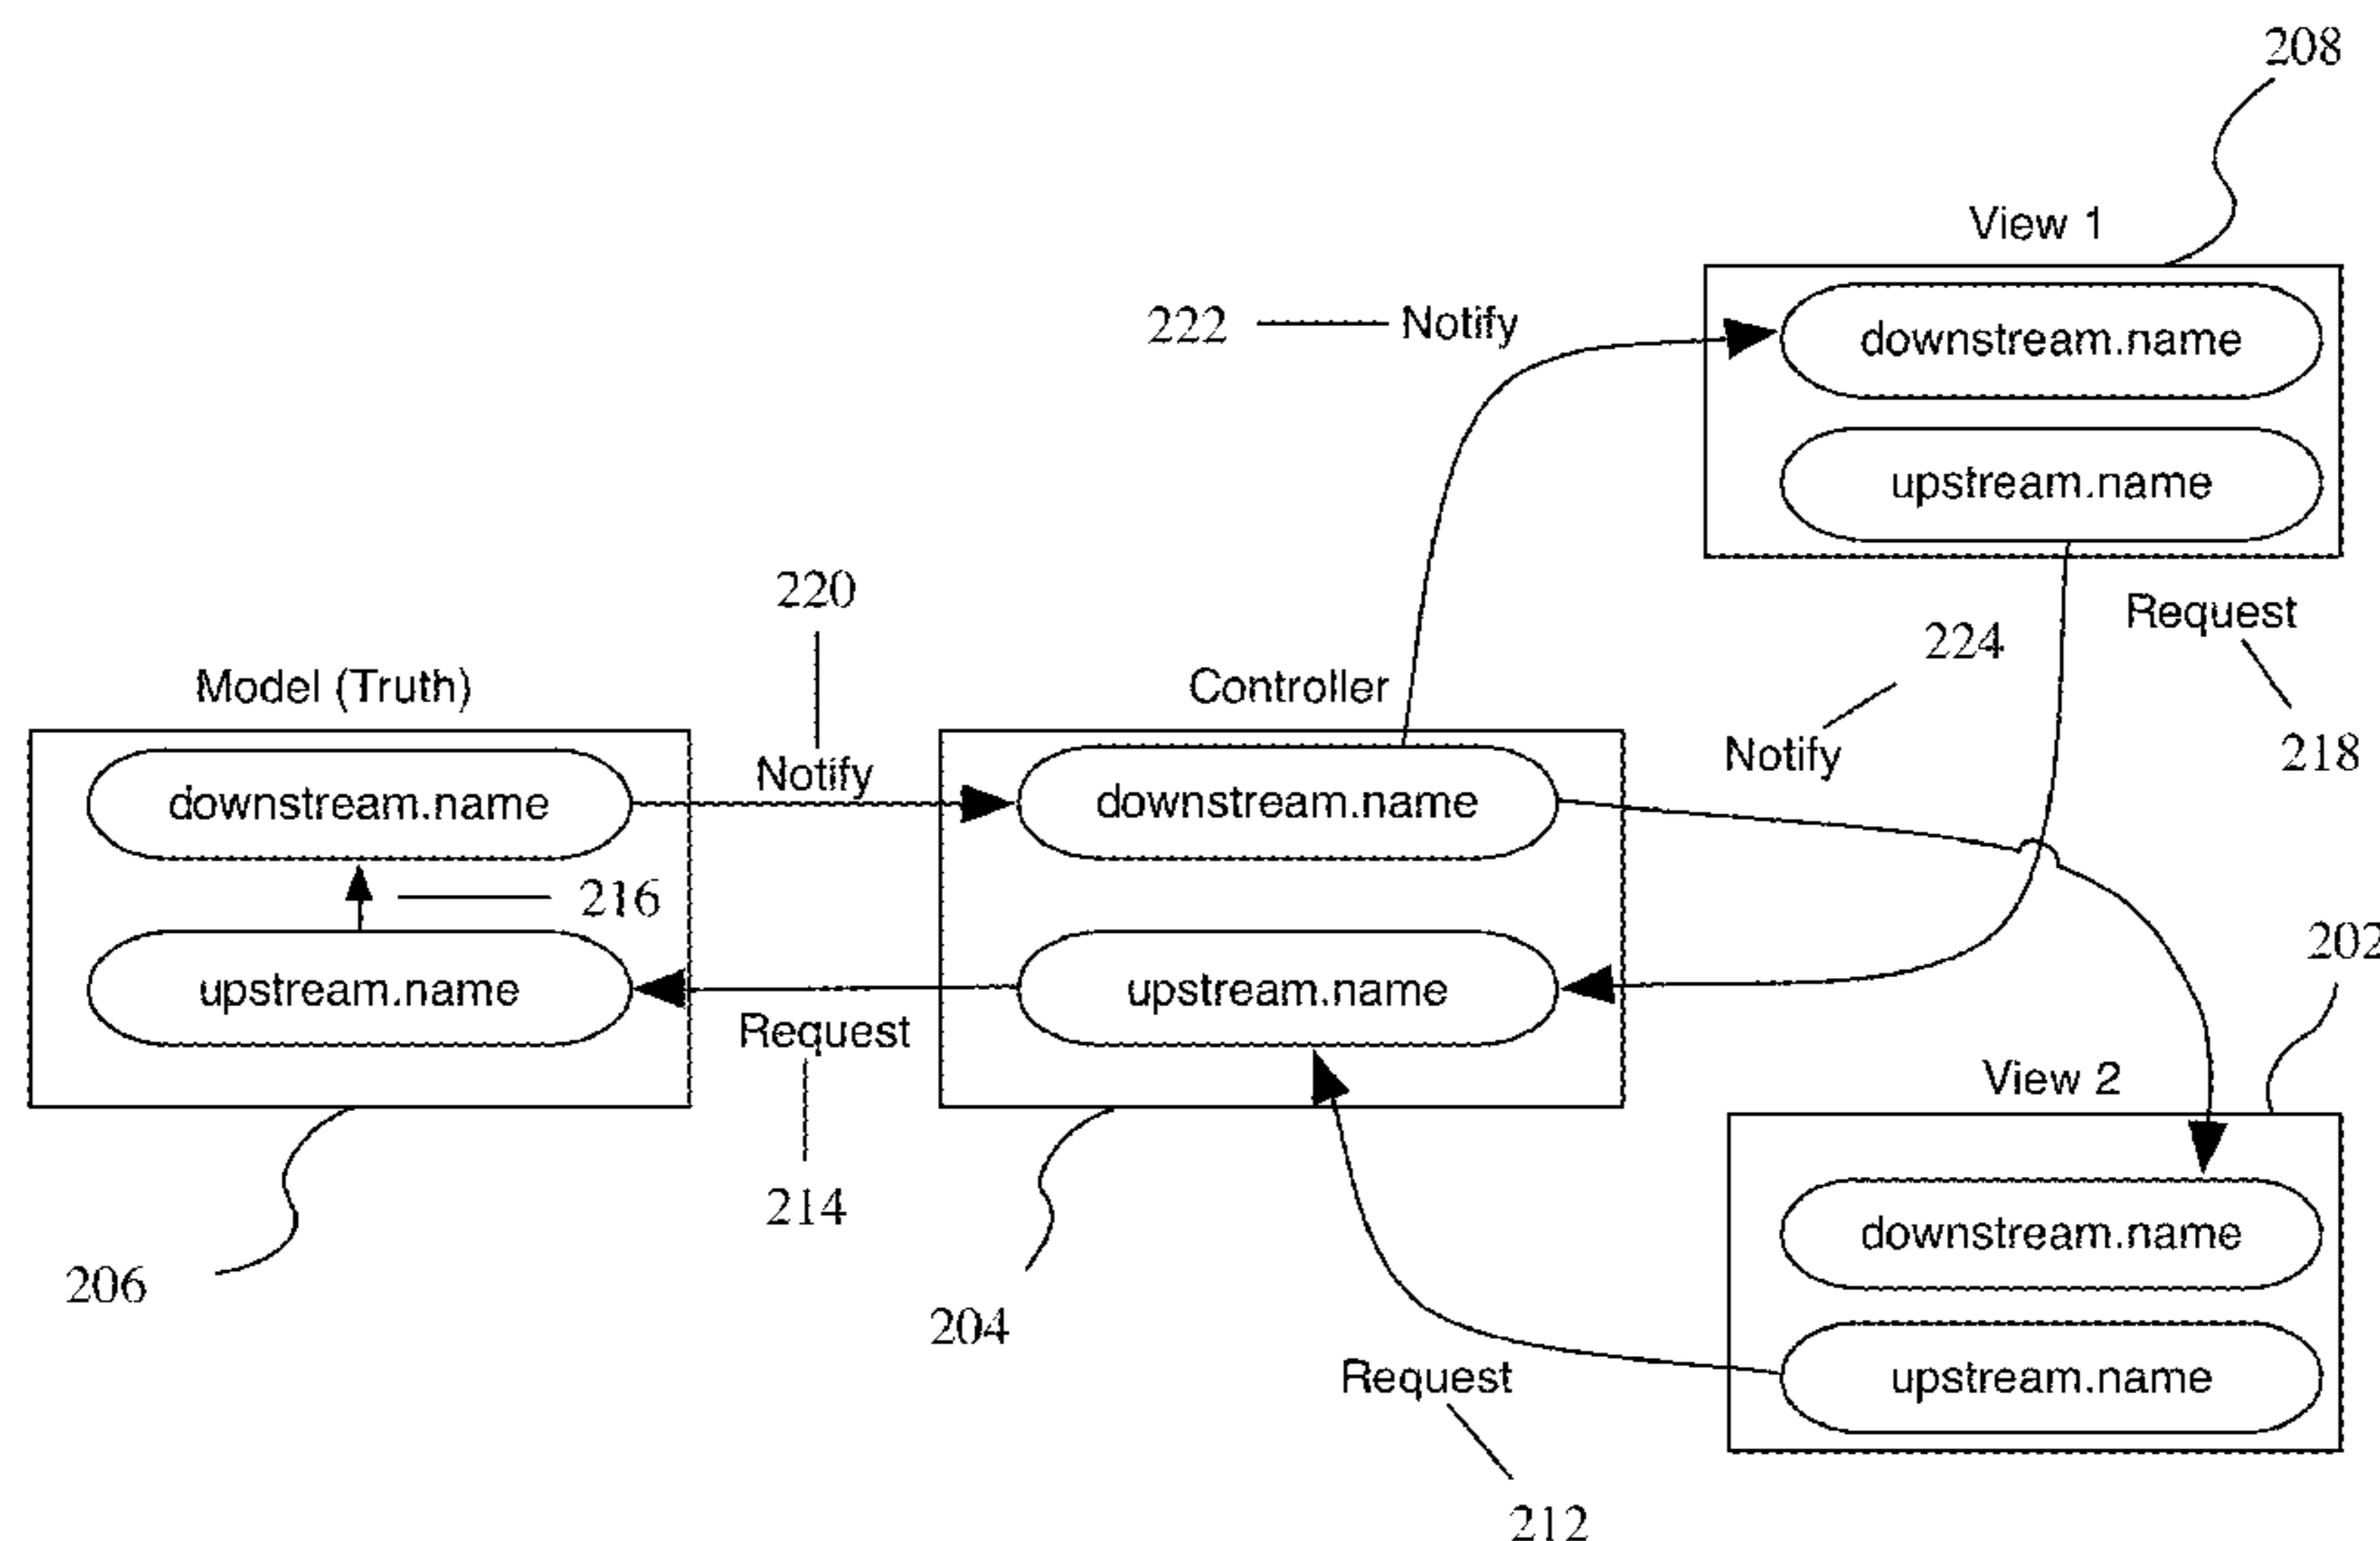 208
View 1
222
Notify
downstream.name
upstream.name
220
224
Request
218
Model (Truth)
Controller
Notify
Notify
downstream.name
downstream.name
216
202
upstream.name
upstream.name
Request
View 2
214
206
204
downstream.name
Request
upstream.name
212